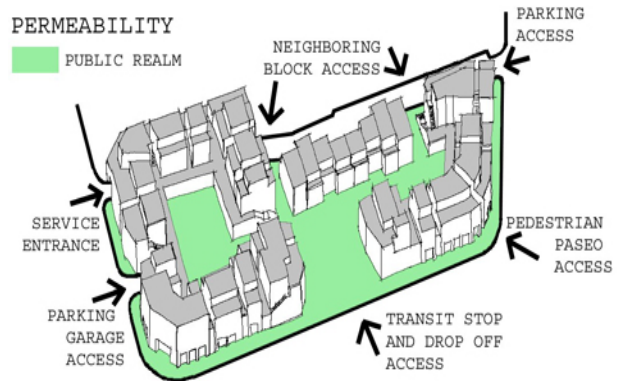 PERMEABILITY
PUBLIC REALM
NEIGHBORING
BLOCK ACCESS
PARKING
ACCESS
SERVICE
ENTRANCE
PEDESTRIAN
PASEO
ACCESS
PARKING
GARAGE
ACCESS
TRANSIT STOP
AND DROP OFF
ACCESS